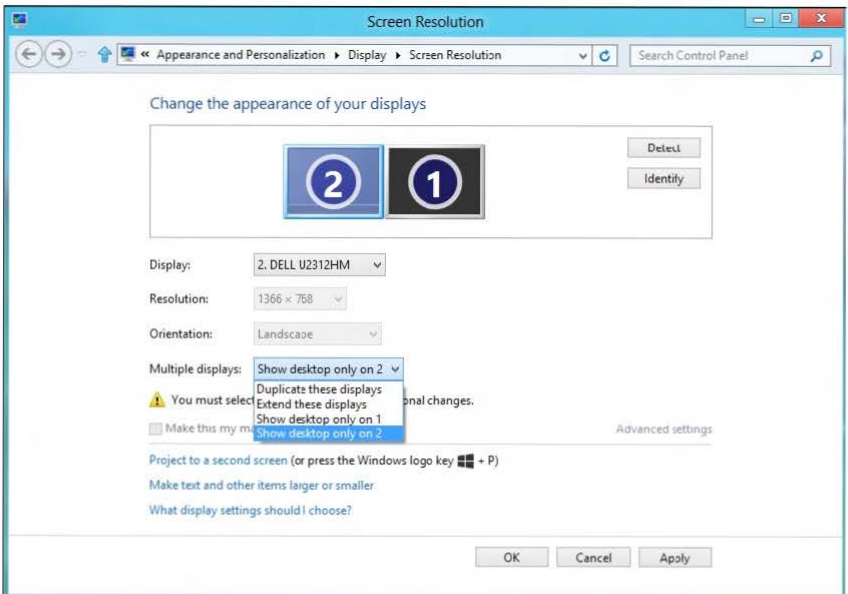 Screen Resolution
« Appearance and Personalization Display Screen Resolution Search Control Panel
Change the appearance of your displays
2 1
Detect
Identify
Display: 2. DELL U2312HM
Resolution: 1366 × 768
Orientation: Landscape
Multiple displays: Show desktop only on 2
Duplicate these displays
You must select onal changes.
Extend these displays
Show desktop only on 1
Make this my m Advanced settings
Show desktop only on 2
Project to a second screen (or press the Windows logo key + P)
Make text and other items larger or smaller
What display settings should I choose?
OK Cancel Apply